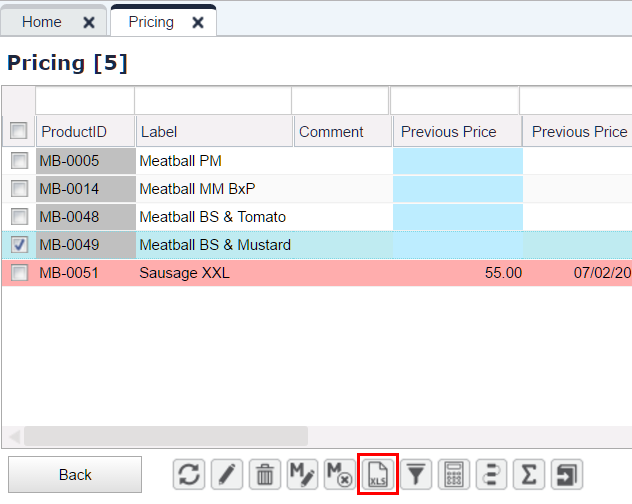 Home
Pricing
Pricing [5]
ProductID Label Comment Previous Price Previous Price
MB-0005 Meatball PM
MB-0014 Meatball MM BxP
MB-0048 Meatball BS & Tomato
MB-0049 Meatball BS & Mustard
MB-0051 Sausage XXL 55.00 07/02/20
Back
M M XLS Σ